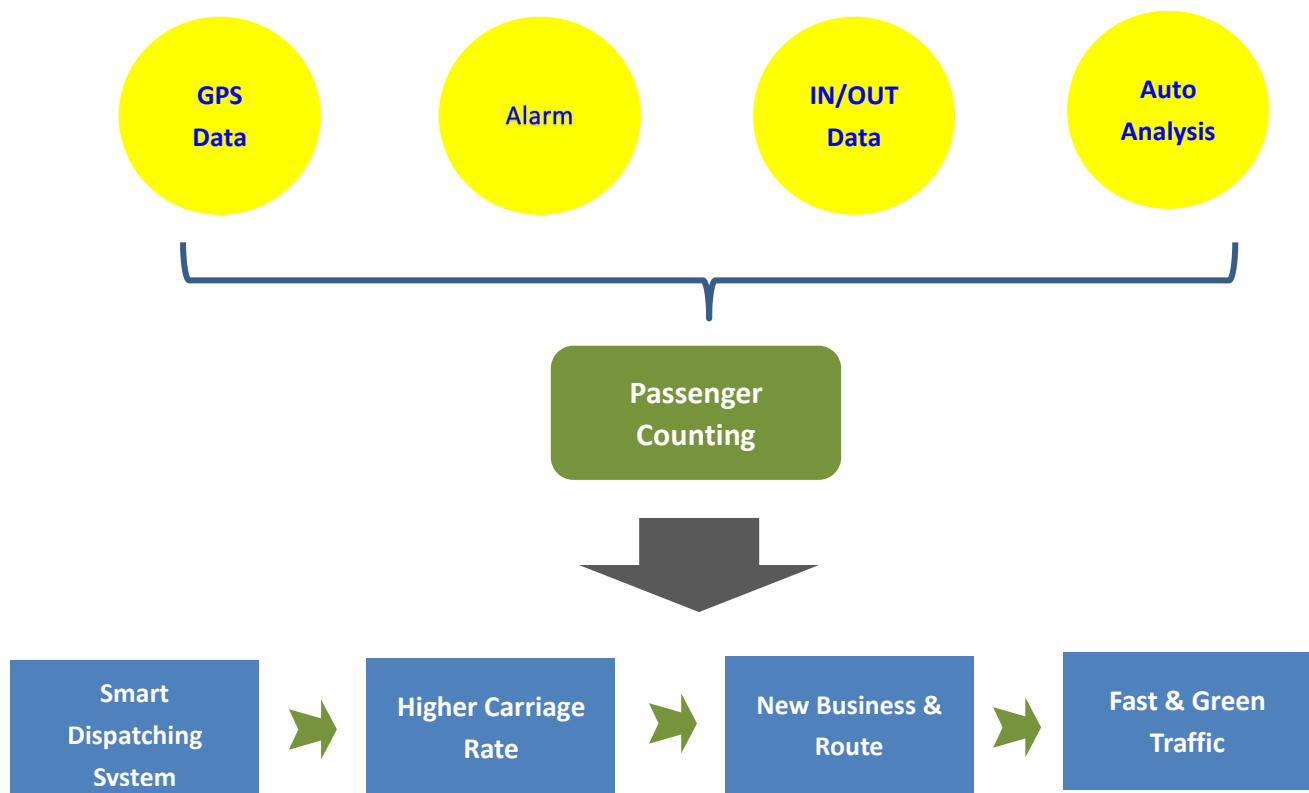 GPS
Data
Alarm
IN/OUT
Data
Auto
Analysis
Passenger
Counting
Smart
Dispatching
System
Higher Carriage
Rate
New Business &
Route
Fast & Green
Traffic